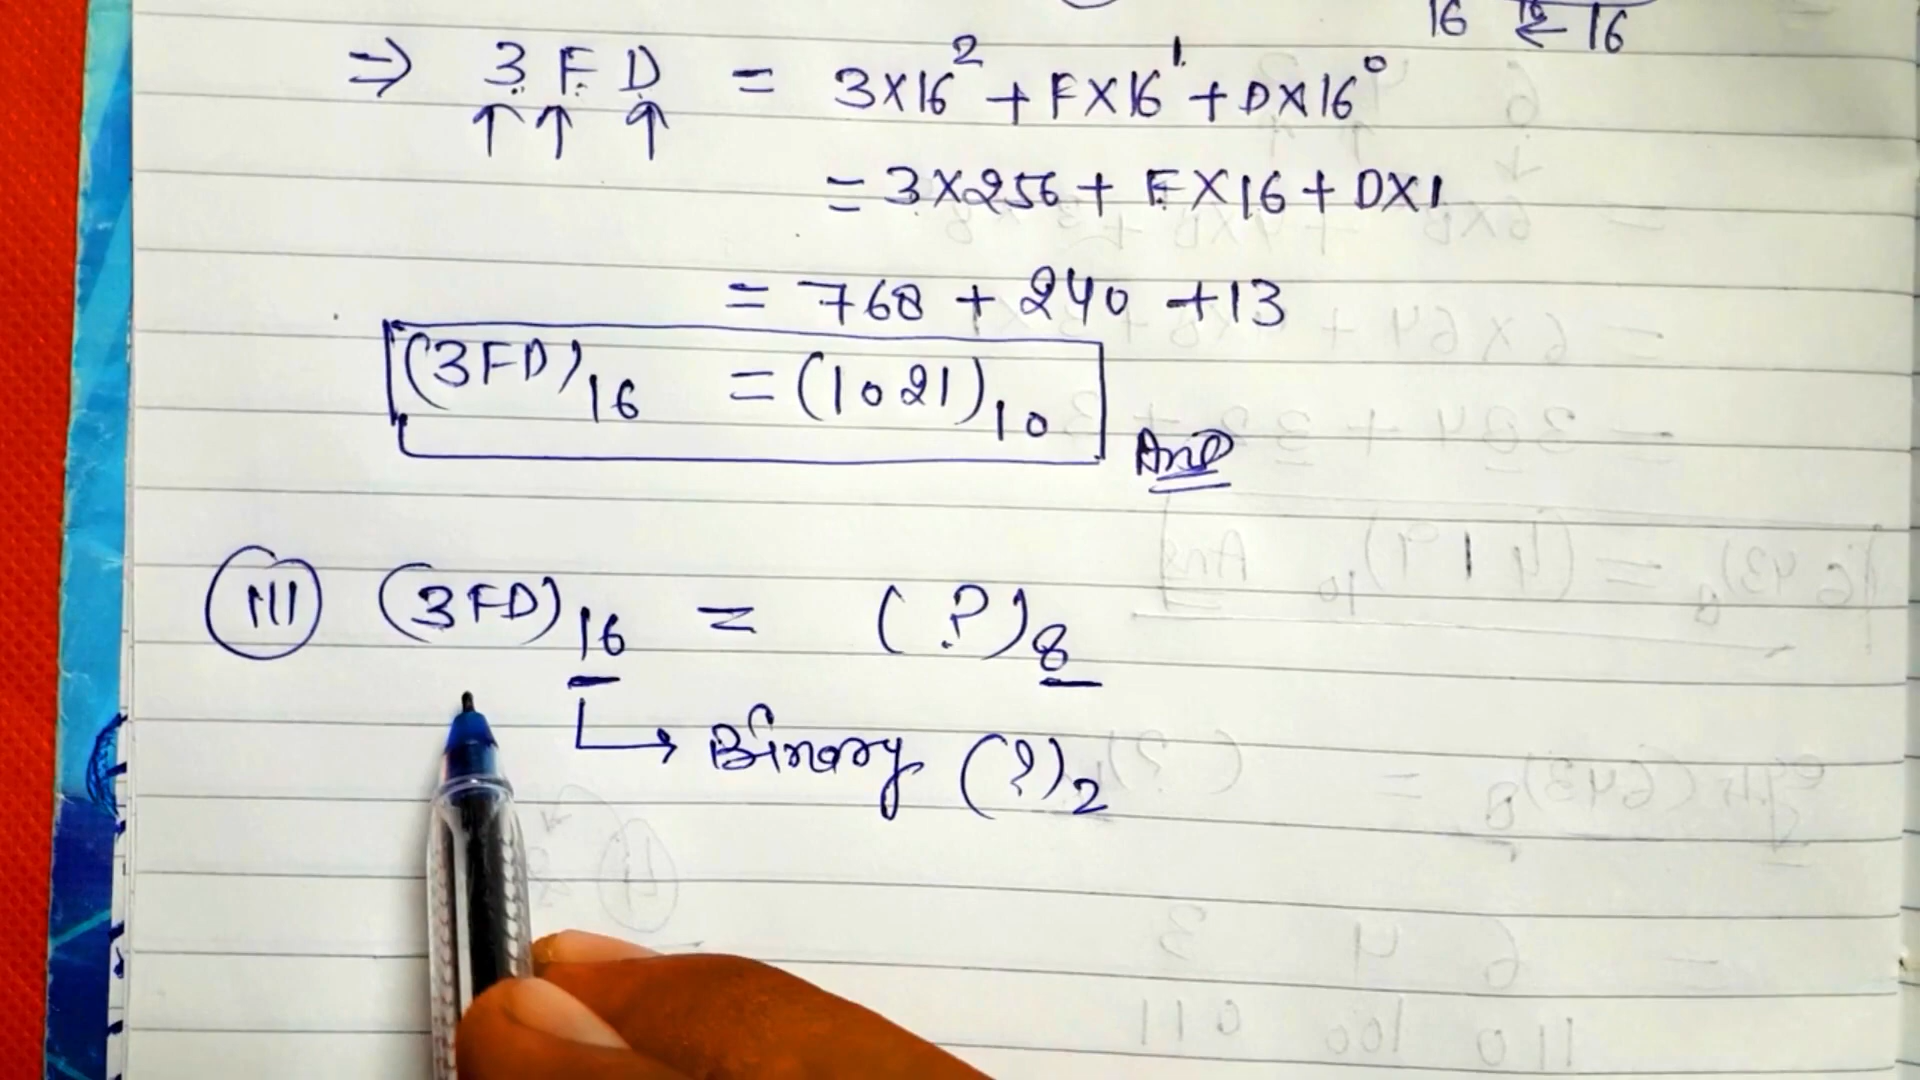 16 ← 16
⇒ 3 F D = 3×16² + F×16¹ + D×16⁰
↑ ↑ ↑
= 3×256 + F×16 + D×1
= 768 + 240 + 13
(3FD)₁₆ = (1021)₁₀
Ans
III (3FD)₁₆ = (?)₈
↳ Binary (?)₂